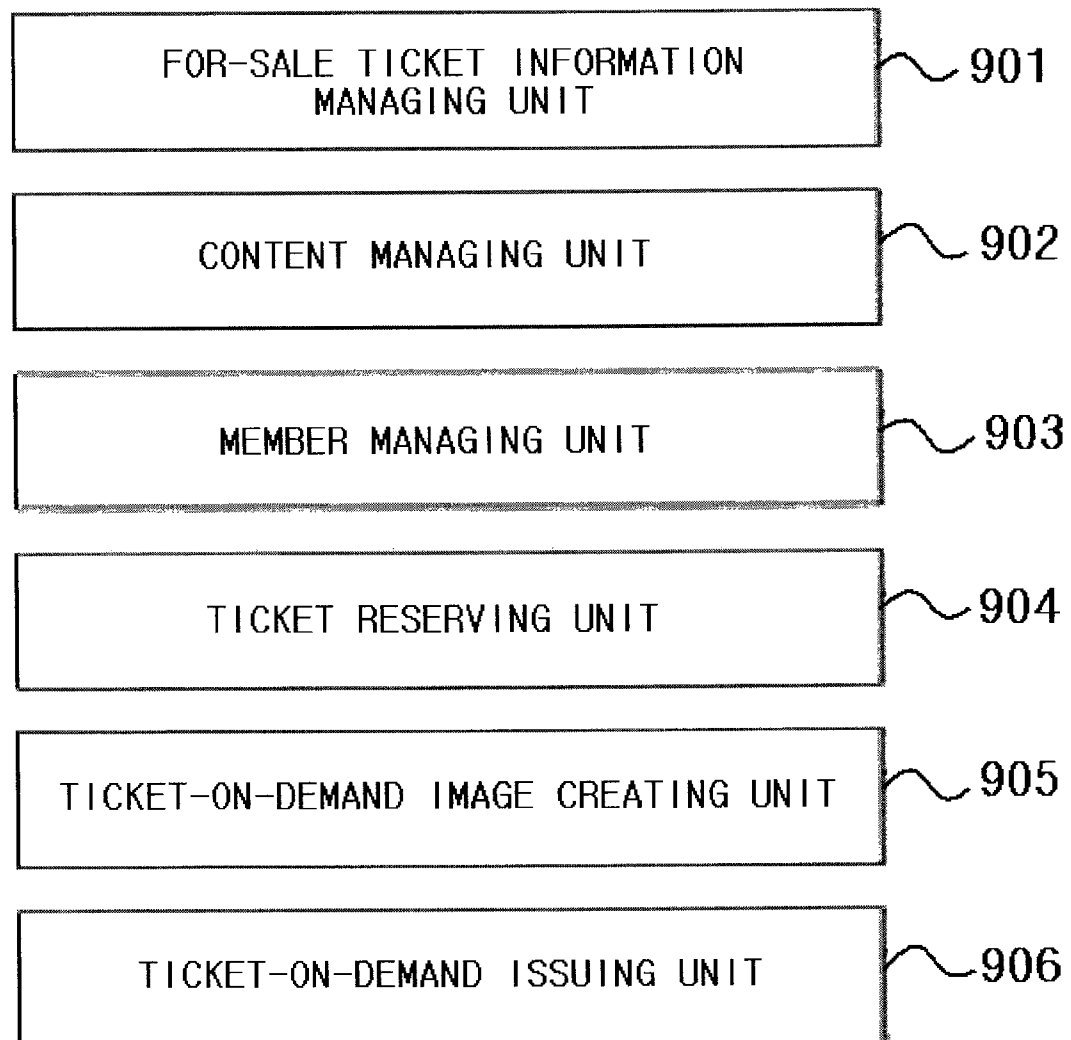 FOR-SALE TICKET INFORMATION
MANAGING UNIT
901
CONTENT MANAGING UNIT
902
MEMBER MANAGING UNIT
903
TICKET RESERVING UNIT
904
TICKET-ON-DEMAND IMAGE CREATING UNIT
905
TICKET-ON-DEMAND ISSUING UNIT
906